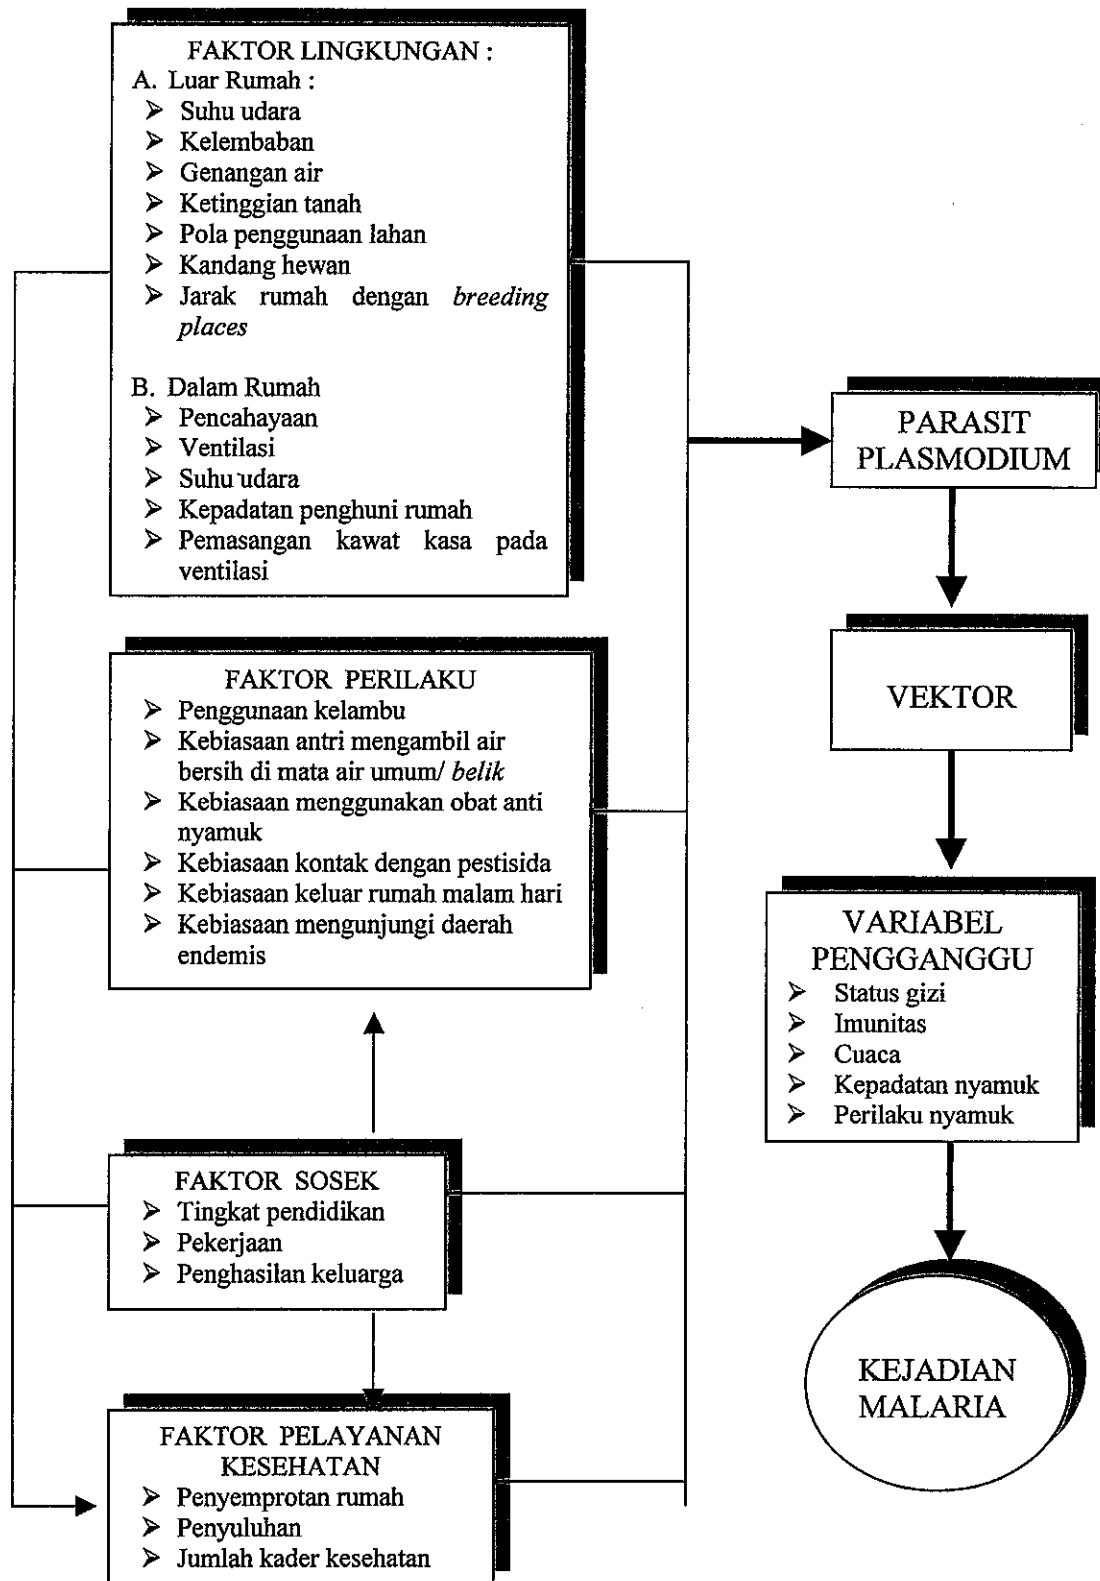 FAKTOR LINGKUNGAN :
A. Luar Rumah :
➢ Suhu udara
➢ Kelembaban
➢ Genangan air
➢ Ketinggian tanah
➢ Pola penggunaan lahan
➢ Kandang hewan
➢ Jarak rumah dengan breeding
places
B. Dalam Rumah
➢ Pencahayaan
➢ Ventilasi
➢ Suhu udara
➢ Kepadatan penghuni rumah
➢ Pemasangan kawat kasa pada
ventilasi
FAKTOR PERILAKU
➢ Penggunaan kelambu
➢ Kebiasaan antri mengambil air
bersih di mata air umum/ belik
➢ Kebiasaan menggunakan obat anti
nyamuk
➢ Kebiasaan kontak dengan pestisida
➢ Kebiasaan keluar rumah malam hari
➢ Kebiasaan mengunjungi daerah
endemis
FAKTOR SOSEK
➢ Tingkat pendidikan
➢ Pekerjaan
➢ Penghasilan keluarga
FAKTOR PELAYANAN
KESEHATAN
➢ Penyemprotan rumah
➢ Penyuluhan
➢ Jumlah kader kesehatan
PARASIT
PLASMODIUM
VEKTOR
VARIABEL
PENGGANGGU
➢ Status gizi
➢ Imunitas
➢ Cuaca
➢ Kepadatan nyamuk
➢ Perilaku nyamuk
KEJADIAN
MALARIA